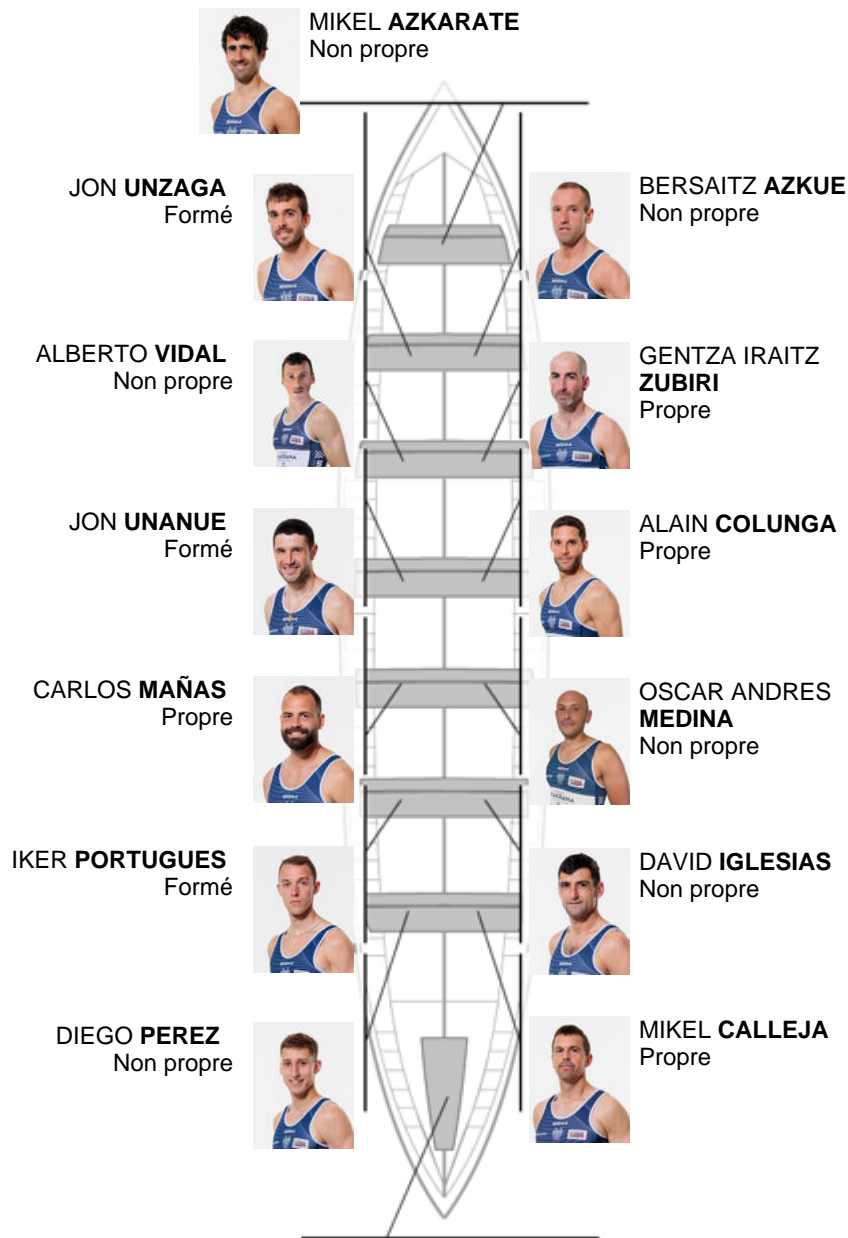 MIKEL AZKARATE
Non propre
JON UNZAGA
Formé
BERSAITZ AZKUE
Non propre
ALBERTO VIDAL
Non propre
GENTZA IRAITZ
ZUBIRI
Propre
JON UNANUE
Formé
ALAIN COLUNGA
Propre
CARLOS MAÑAS
Propre
OSCAR ANDRES
MEDINA
Non propre
IKER PORTUGUES
Formé
DAVID IGLESIAS
Non propre
DIEGO PEREZ
Non propre
MIKEL CALLEJA
Propre